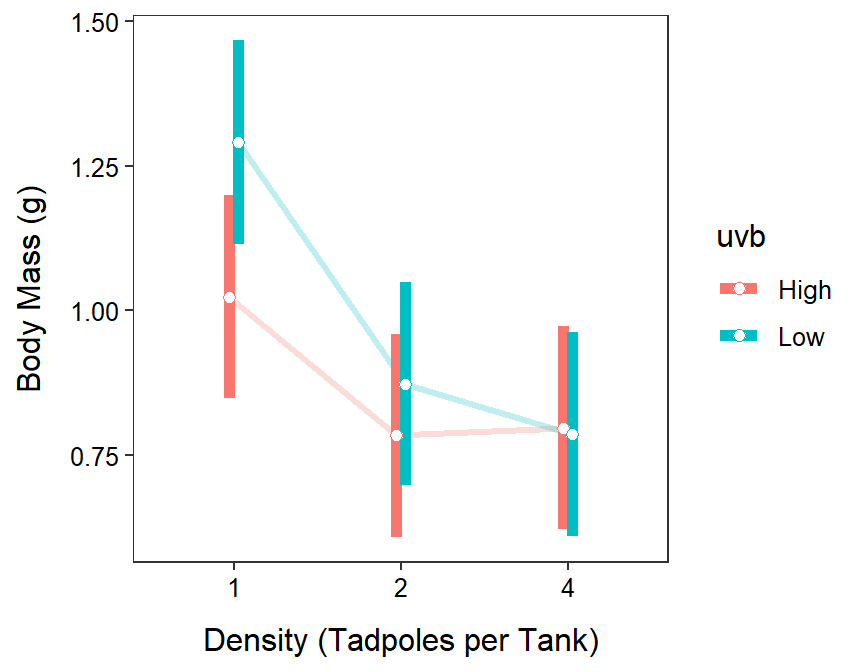 1.50
1.25
1.00
0.75
Body Mass (g)
1
2
4
Density (Tadpoles per Tank)
uvb
High
Low